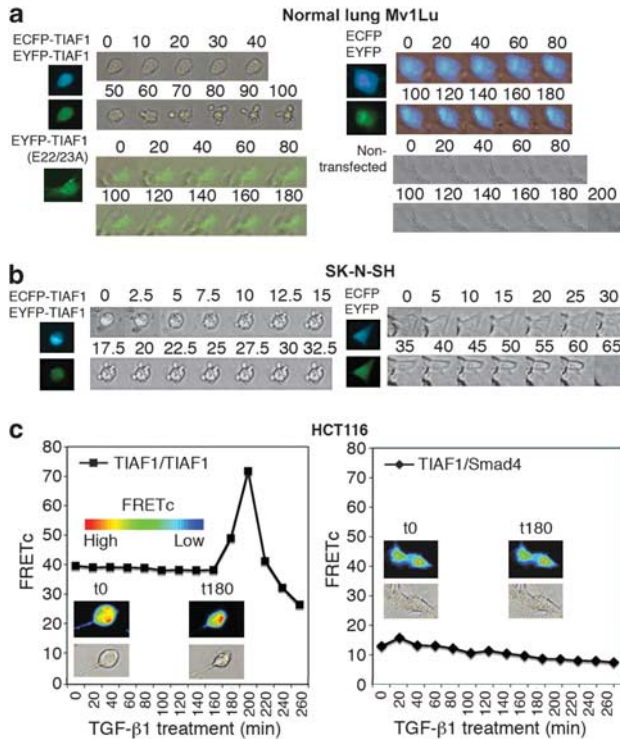 a
Normal lung Mv1Lu
ECFP-TIAF1
EYFP-TIAF1
0 10 20 30 40
50 60 70 80 90 100
EYFP-TIAF1
(E22/23A)
0 20 40 60 80
100 120 140 160 180
ECFP
EYFP
0 20 40 60 80
100 120 140 160 180
Non-
transfected
0 20 40 60 80
100 120 140 160 180 200
b
SK-N-SH
ECFP-TIAF1
EYFP-TIAF1
0 2.5 5 7.5 10 12.5 15
17.5 20 22.5 25 27.5 30 32.5
ECFP
EYFP
0 5 10 15 20 25 30
35 40 45 50 55 60 65
c
HCT116
TIAF1/TIAF1
FRETc
High Low
t0 t180
FRETc
80
70
60
50
40
30
20
10
0
0 20 40 60 80 100 120 140 160 180 200 220 240 260
TGF-β1 treatment (min)
TIAF1/Smad4
t0 t180
FRETc
80
70
60
50
40
30
20
10
0
0 20 40 60 80 100 120 140 160 180 200 220 240 260
TGF-β1 treatment (min)